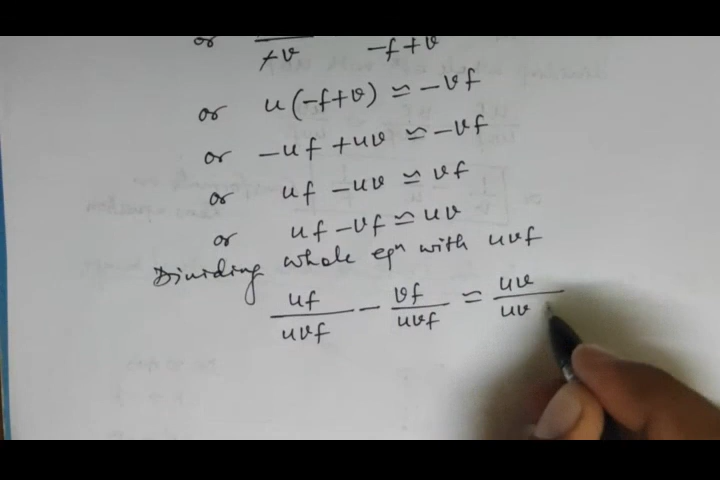 or +v -f+v
or u(-f+v) ≃ -vf
or -uf +uv ≃ -vf
or uf -uv ≃ vf
or uf -vf ≃ uv
Dividing whole eqn with uvf
uf/uvf - vf/uvf ≃ uv/uv